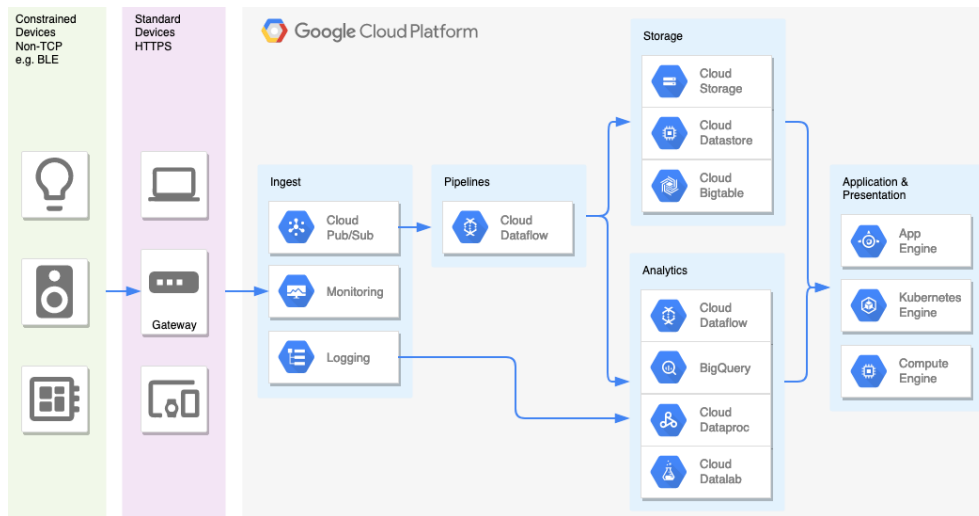 Constrained
Devices
Non-TCP
e.g. BLE
Standard
Devices
HTTPS
Gateway
Google Cloud Platform
Ingest
Cloud
Pub/Sub
Monitoring
Logging
Pipelines
Cloud
Dataflow
Storage
Cloud
Storage
Cloud
Datastore
Cloud
Bigtable
Analytics
Cloud
Dataflow
BigQuery
Cloud
Dataproc
Cloud
Datalab
Application &
Presentation
App
Engine
Kubernetes
Engine
Compute
Engine